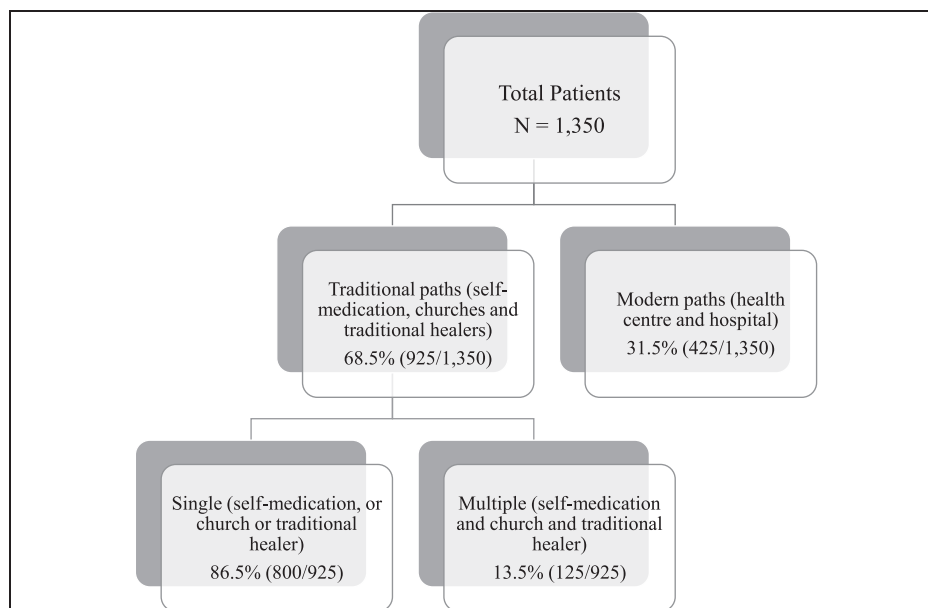 Total Patients
N = 1,350
Traditional paths (self-
medication, churches and
traditional healers)
68.5% (925/1,350)
Modern paths (health
centre and hospital)
31.5% (425/1,350)
Single (self-medication, or
church or traditional
healer)
86.5% (800/925)
Multiple (self-medication
and church and traditional
healer)
13.5% (125/925)